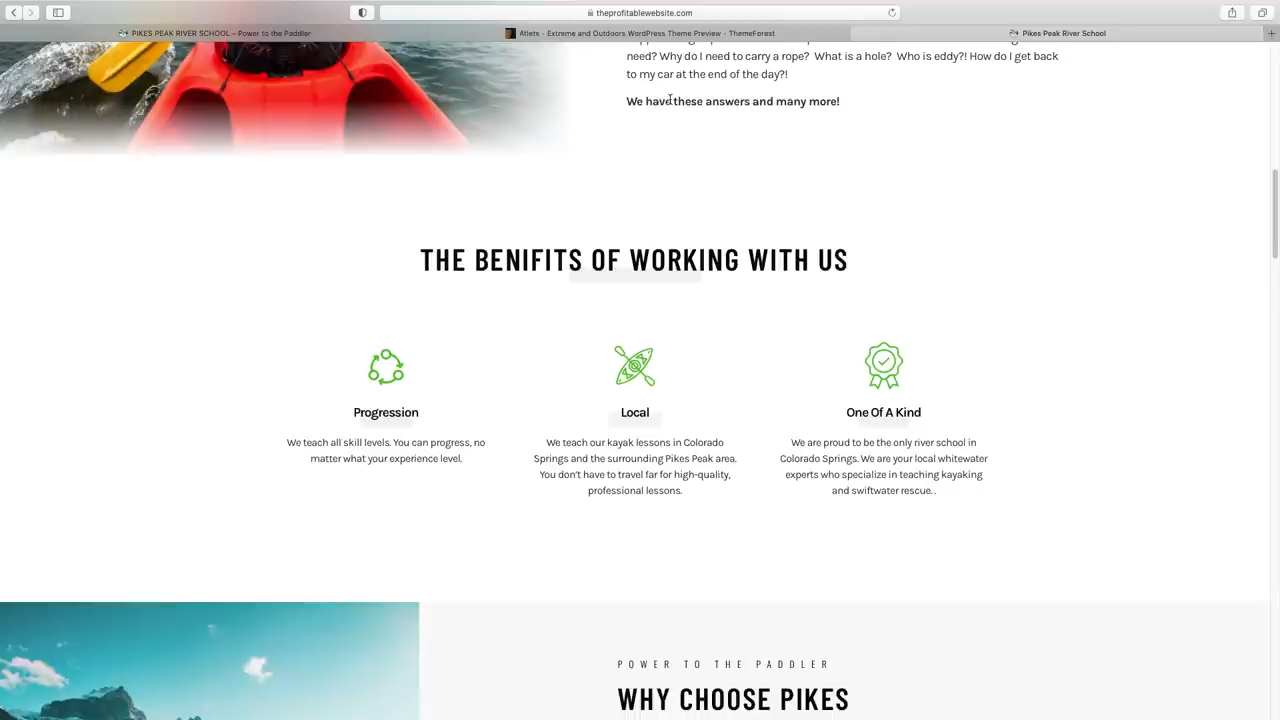 theprofitablewebsite.com
PIKES PEAK RIVER SCHOOL – Power to the Paddler
Atlets - Extreme and Outdoors WordPress Theme Preview - ThemeForest
Pikes Peak River School
need? Why do I need to carry a rope? What is a hole? Who is eddy?! How do I get back
to my car at the end of the day?!
We have these answers and many more!
THE BENIFITS OF WORKING WITH US
Progression
We teach all skill levels. You can progress, no
matter what your experience level.
Local
We teach our kayak lessons in Colorado
Springs and the surrounding Pikes Peak area.
You don't have to travel far for high-quality,
professional lessons.
One Of A Kind
We are proud to be the only river school in
Colorado Springs. We are your local whitewater
experts who specialize in teaching kayaking
and swiftwater rescue. .
POWER TO THE PADDLER
WHY CHOOSE PIKES